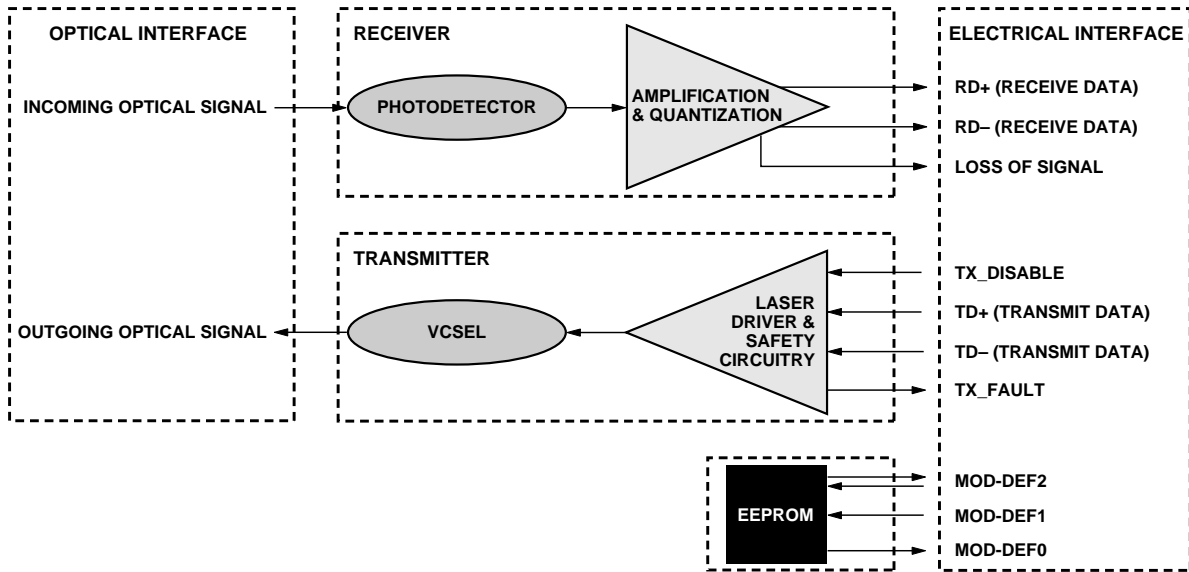 OPTICAL INTERFACE
INCOMING OPTICAL SIGNAL
OUTGOING OPTICAL SIGNAL
RECEIVER
PHOTODETECTOR
AMPLIFICATION
& QUANTIZATION
TRANSMITTER
VCSEL
LASER
DRIVER &
SAFETY
CIRCUITRY
EEPROM
ELECTRICAL INTERFACE
RD+ (RECEIVE DATA)
RD– (RECEIVE DATA)
LOSS OF SIGNAL
TX_DISABLE
TD+ (TRANSMIT DATA)
TD– (TRANSMIT DATA)
TX_FAULT
MOD-DEF2
MOD-DEF1
MOD-DEF0